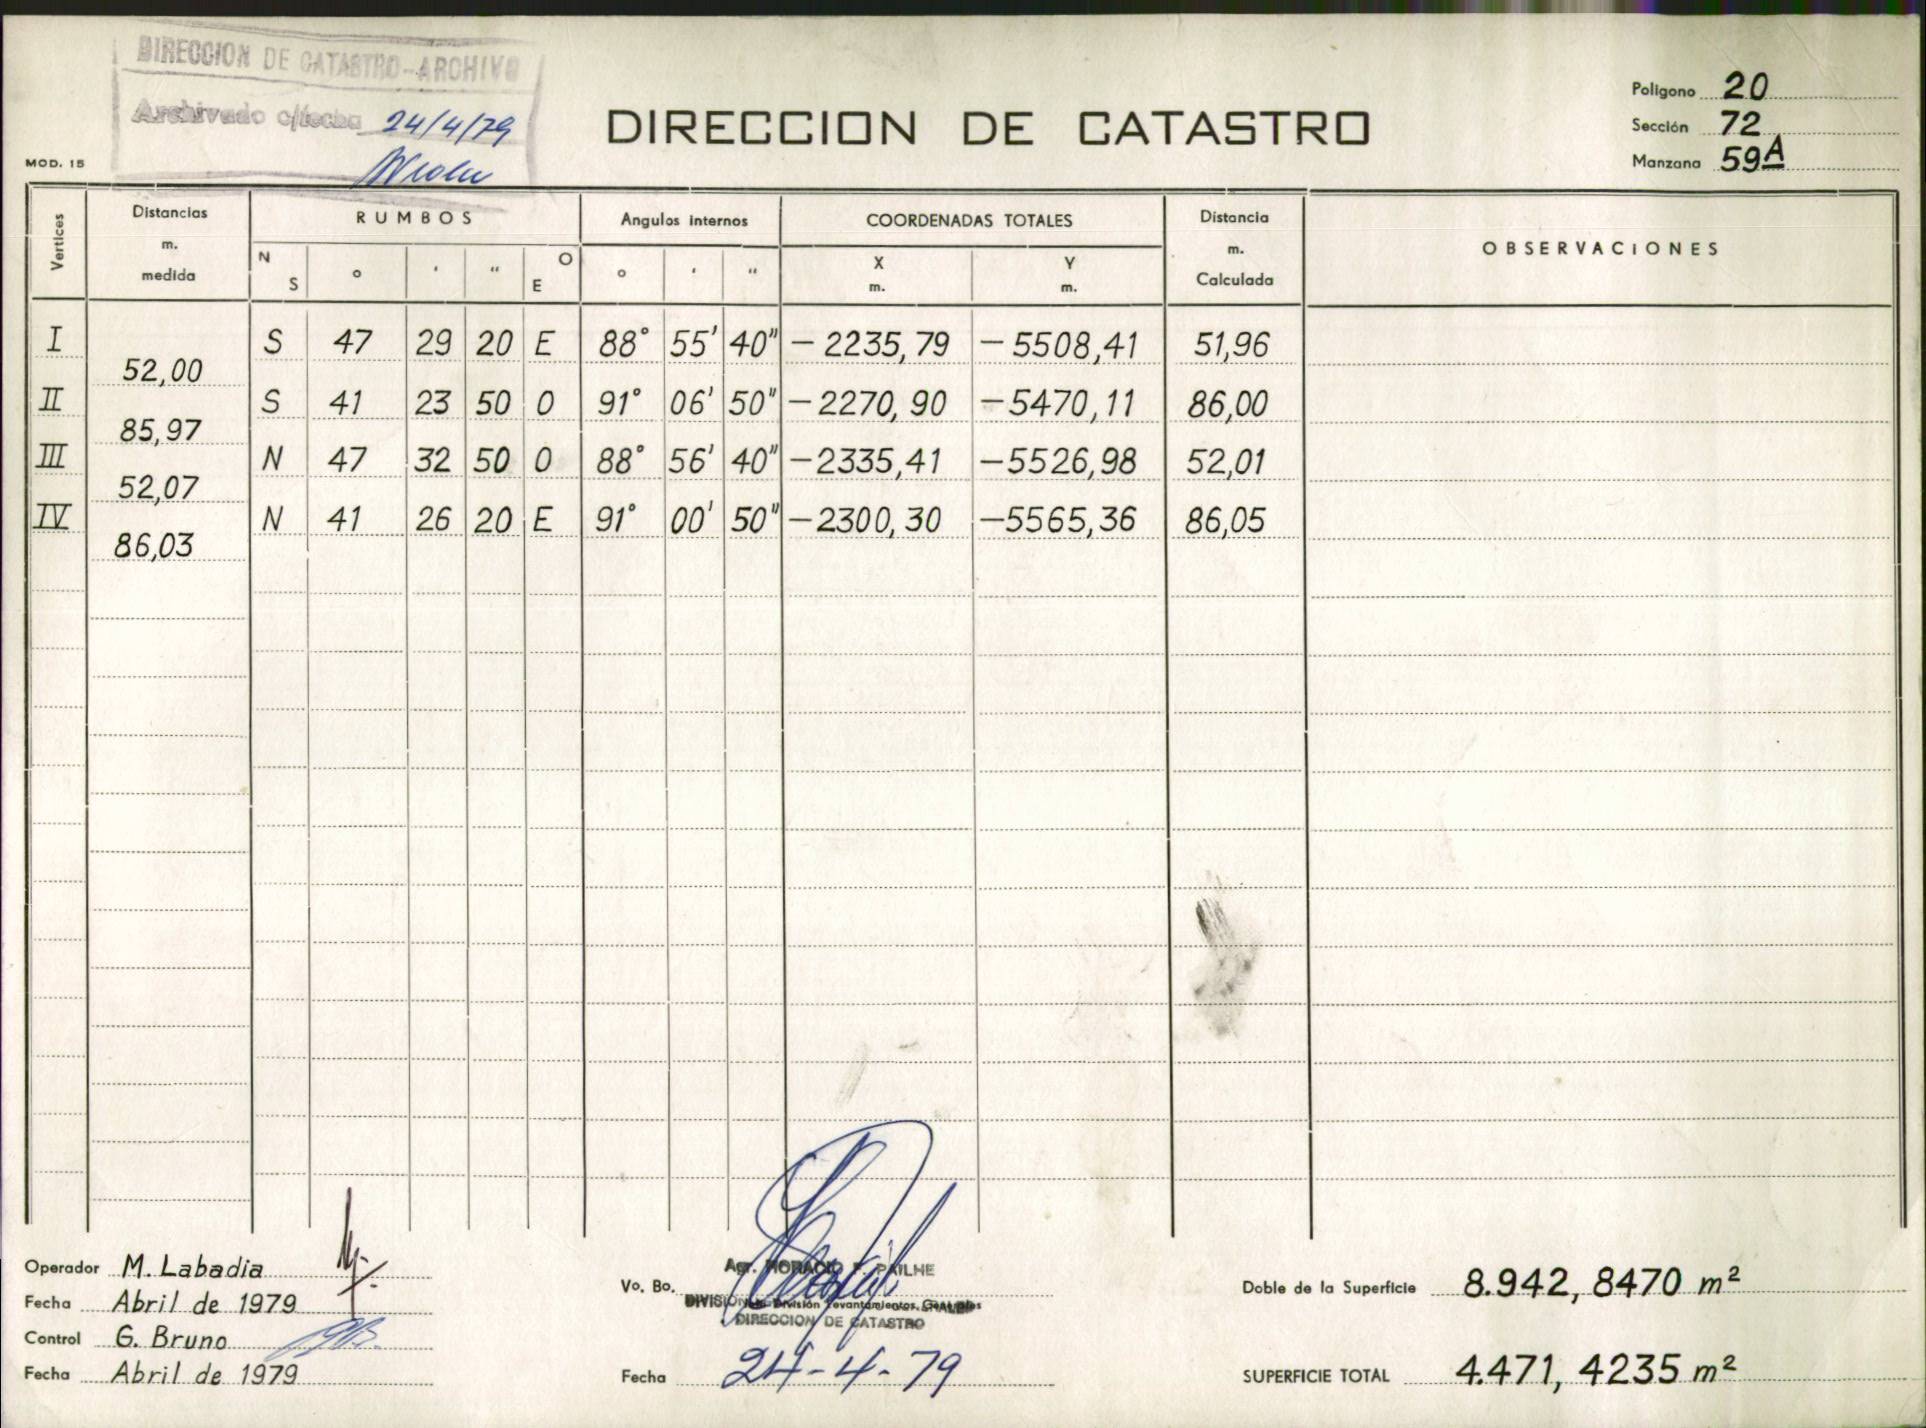 DIRECCION DE CATASTRO-ARCHIVO
Archivado c/fecha 24/4/79
MOD. 15
DIRECCION DE CATASTRO
Poligono 20
Sección 72
Manzana 59A
Vertices
Distancias m. medida
RUMBOS
N S ° ' " O E
Angulos internos
° ' "
COORDENADAS TOTALES
X m. Y m.
Distancia m. Calculada
OBSERVACIONES
I S 47 29 20 E 88° 55' 40" -2235,79 -5508,41 51,96
52,00
II S 41 23 50 O 91° 06' 50" -2270,90 -5470,11 86,00
85,97
III N 47 32 50 O 88° 56' 40" -2335,41 -5526,98 52,01
52,07
IV N 41 26 20 E 91° 00' 50" -2300,30 -5565,36 86,05
86,03
Operador M. Labadia
Fecha Abril de 1979
Control G. Bruno
Fecha Abril de 1979
Vo. Bo.
Agr. HORACIO PAILHE
División Levantamientos Generales
DIRECCION DE CATASTRO
Fecha 24-4-79
Doble de la Superficie 8.942,8470 m²
SUPERFICIE TOTAL 4.471,4235 m²